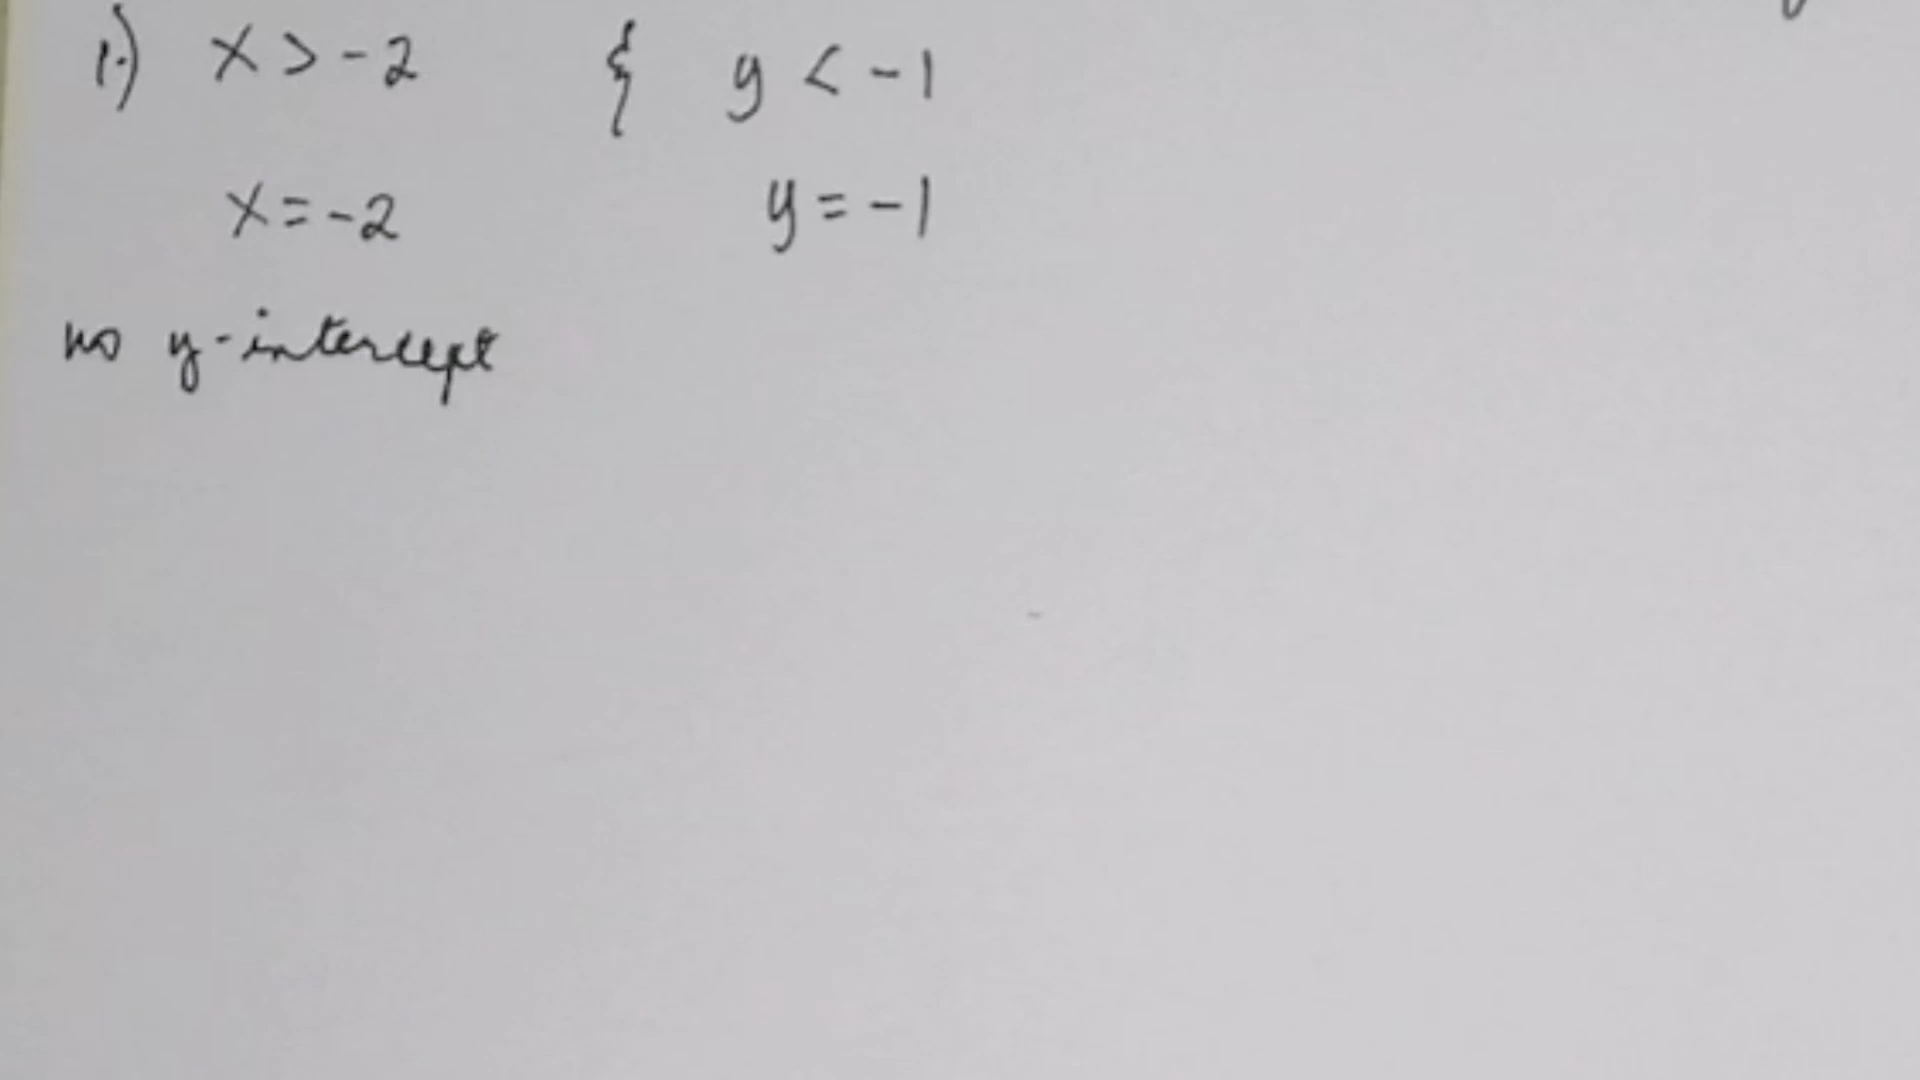 1.) x > -2 & y < -1
x = -2 y = -1
no y-intercept